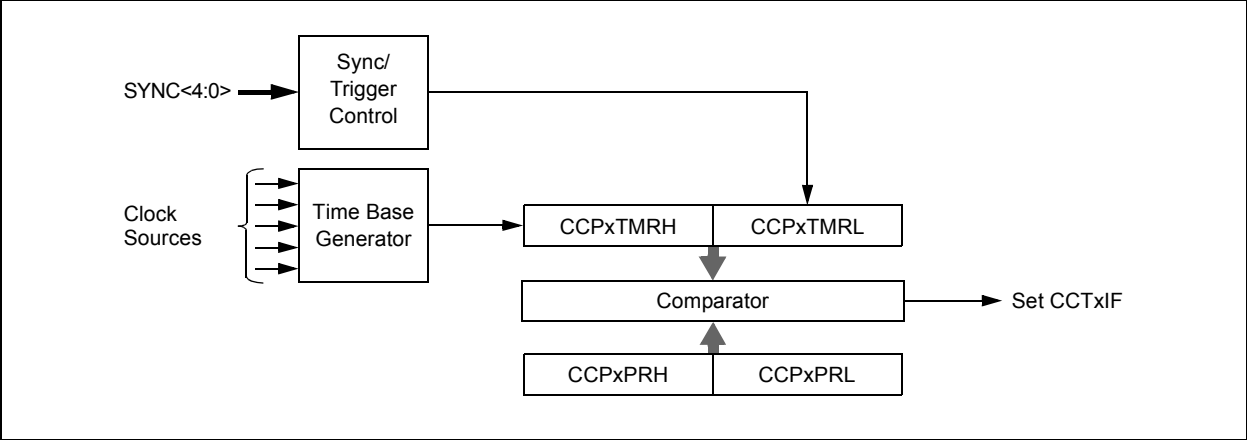 SYNC<4:0>
Sync/
Trigger
Control
Clock
Sources
Time Base
Generator
CCPxTMRH
CCPxTMRL
Comparator
Set CCTxIF
CCPxPRH
CCPxPRL